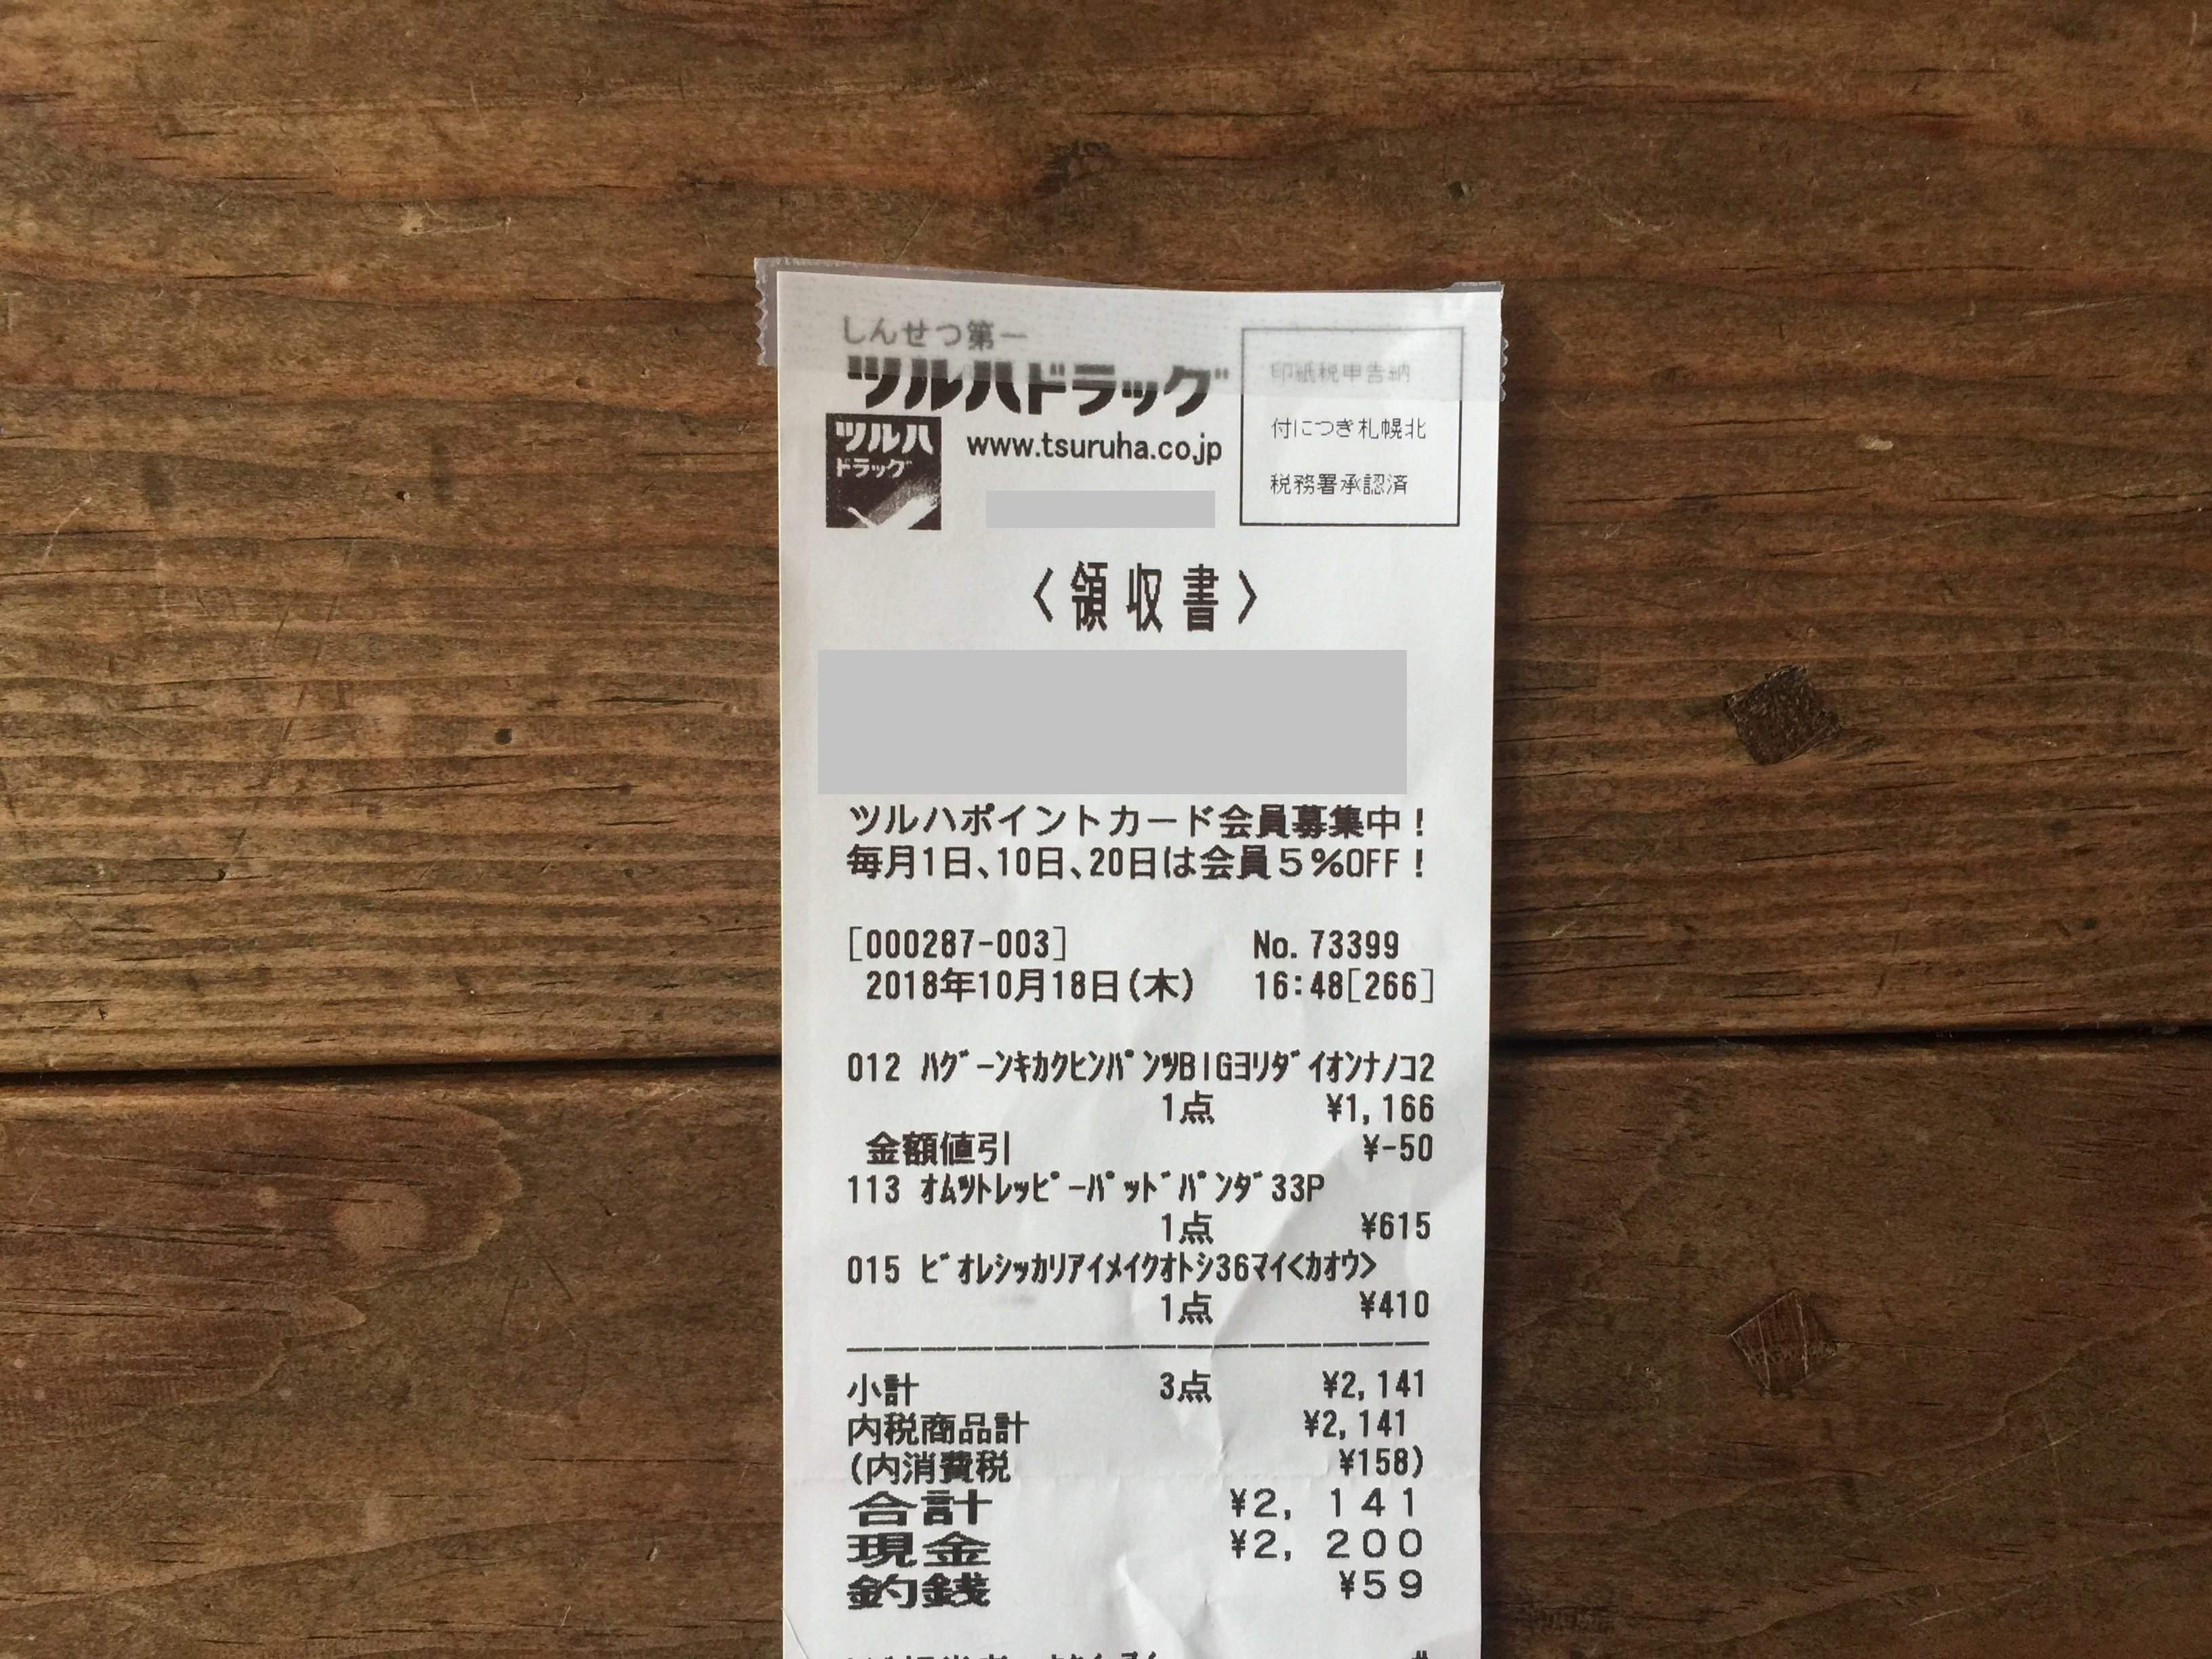 しんせつ第一
ツルハドラッグ
ツルハ
ドラッグ
www.tsuruha.co.jp
印紙税申告納
付につき札幌北
税務署承認済
〈領収書〉
ツルハポイントカード会員募集中!
毎月1日、10日、20日は会員5%OFF!
[000287-003] No. 73399
2018年10月18日(木) 16:48[266]
012 ﾊｸﾞｰﾝｷｶｸﾋﾝﾊﾟﾝﾂBIGﾖﾘﾀﾞｲｵﾝﾅﾉｺ2
1点 ¥1,166
金額値引 ¥-50
113 ｵﾑﾂﾄﾚｯﾋﾟｰﾊﾟｯﾄﾞﾊﾟﾝﾀﾞ33P
1点 ¥615
015 ﾋﾞｵﾚｼｯｶﾘｱｲﾒｲｸｵﾄｼ36ﾏｲ<ｶｵｳ>
1点 ¥410
小計 3点 ¥2,141
内税商品計 ¥2,141
(内消費税 ¥158)
合計 ¥2,141
現金 ¥2,200
釣銭 ¥59